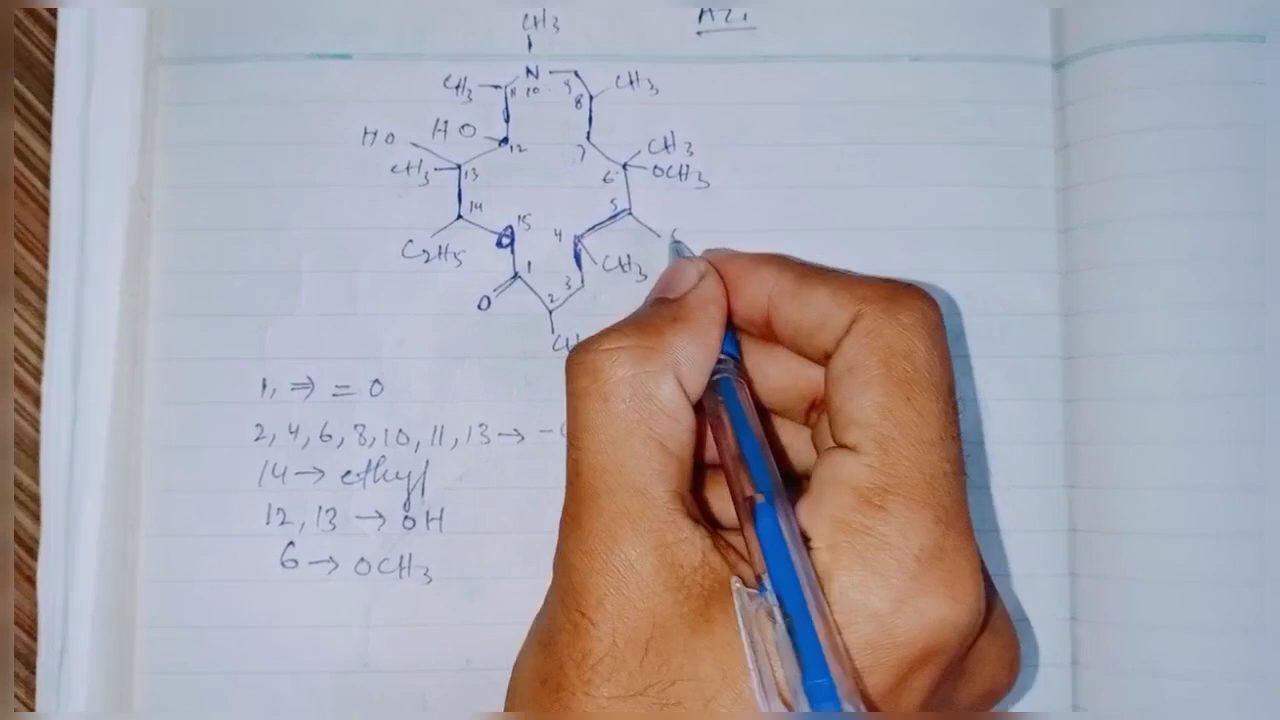 CH3
N
CH3 11 10 9 CH3
8
HO HO 12 7 CH3
CH3 13 6 OCH3
14 5
15 4
C2H5 CH3
1 3
O 2
1, ⇒ = O
2, 4, 6, 8, 10, 11, 13 → -
14 → ethyl
12, 13 → OH
6 → OCH3